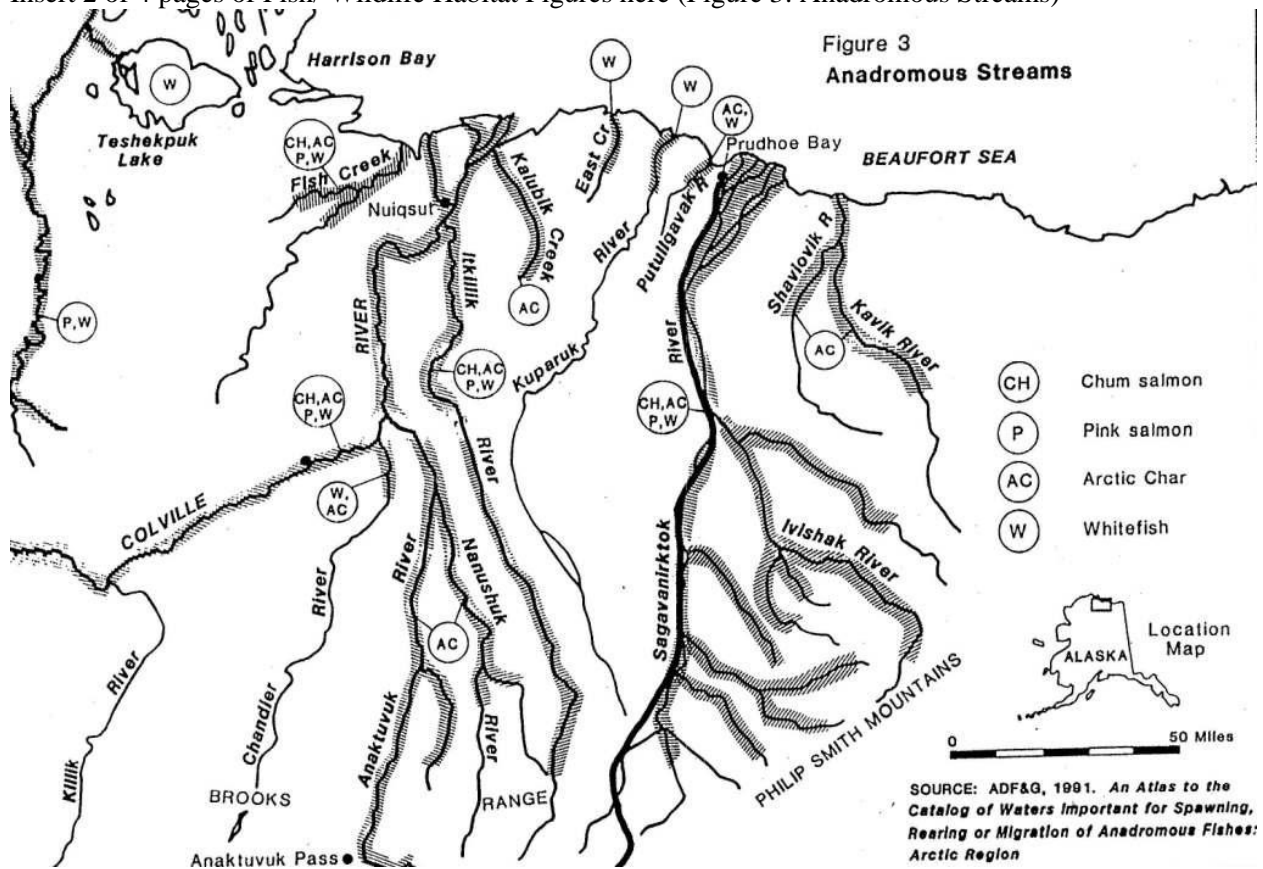 Insert 2 of 4 pages of Fish/ Wildlife Habitat Figures here (Figure 3: Anadromous Streams)
Figure 3
Anadromous Streams
Harrison Bay
W
Teshekpuk
Lake
CH,AC
P,W
Fish Creek
Nuiqsut
Kalubik
Creek
AC
East Cr
W
W
AC,
W
Prudhoe Bay
BEAUFORT SEA
Putuligavak R
Kuparuk
River
Shaviovik R
AC
Kavik River
P,W
RIVER
Itkillik
River
CH,AC
P,W
CH,AC
P,W
W,
AC
COLVILLE
River
CH,AC
P,W
Sagavanirktok
Ivishak River
River
Nanushuk
River
AC
Killik
River
Chandler
River
Anaktuvuk
BROOKS
RANGE
Anaktuvuk Pass
PHILIP SMITH MOUNTAINS
CH Chum salmon
P Pink salmon
AC Arctic Char
W Whitefish
ALASKA
Location
Map
0 50 Miles
SOURCE: ADF&G, 1991. An Atlas to the
Catalog of Waters Important for Spawning,
Rearing or Migration of Anadromous Fishes:
Arctic Region